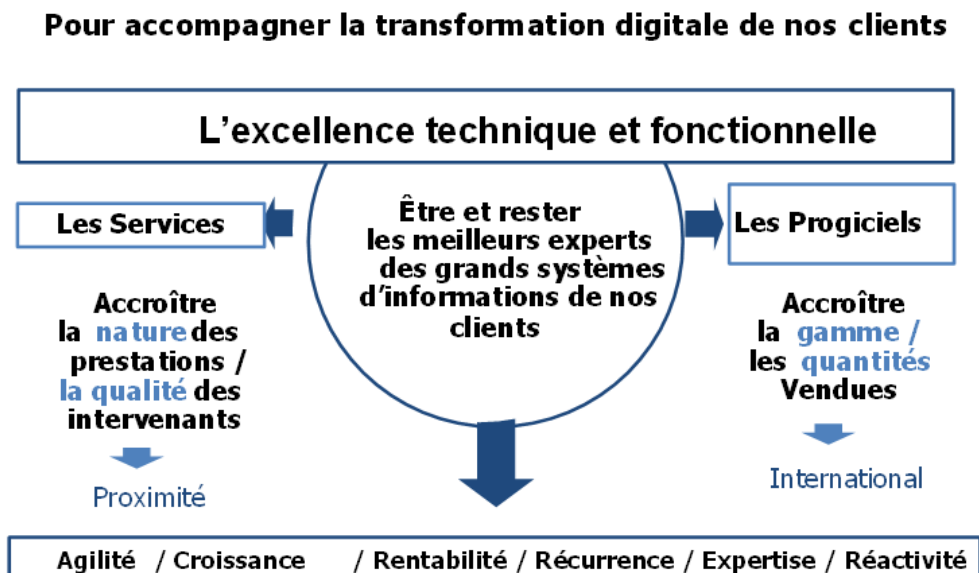 Pour accompagner la transformation digitale de nos clients
L'excellence technique et fonctionnelle
Les Services
Accroître
la nature des
prestations /
la qualité des
intervenants
Proximité
Être et rester
les meilleurs experts
des grands systèmes
d'informations de nos
clients
Les Progiciels
Accroître
la gamme /
les quantités
Vendues
International
Agilité / Croissance / Rentabilité / Récurrence / Expertise / Réactivité